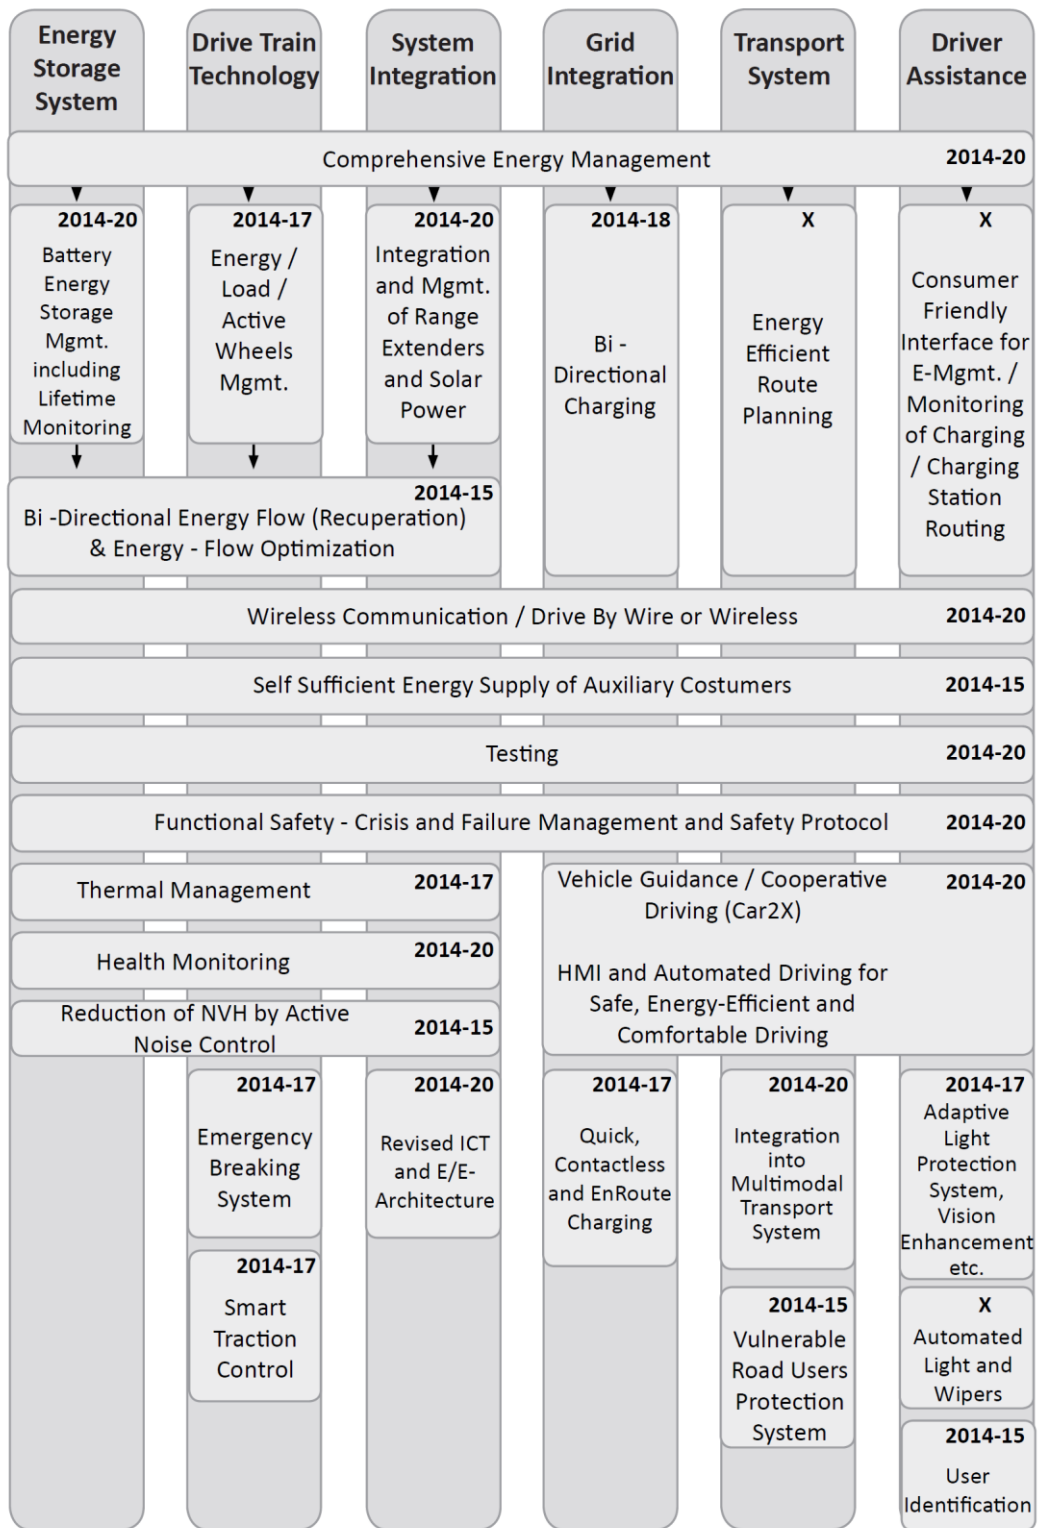 Energy
Storage
System
Drive Train
Technology
System
Integration
Grid
Integration
Transport
System
Driver
Assistance
Comprehensive Energy Management
2014-20
2014-20
Battery
Energy
Storage
Mgmt.
including
Lifetime
Monitoring
2014-17
Energy /
Load /
Active
Wheels
Mgmt.
2014-20
Integration
and Mgmt.
of Range
Extenders
and Solar
Power
2014-18
Bi -
Directional
Charging
X
Energy
Efficient
Route
Planning
X
Consumer
Friendly
Interface for
E-Mgmt. /
Monitoring
of Charging
/ Charging
Station
Routing
2014-15
Bi -Directional Energy Flow (Recuperation)
& Energy - Flow Optimization
Wireless Communication / Drive By Wire or Wireless
2014-20
Self Sufficient Energy Supply of Auxiliary Costumers
2014-15
Testing
2014-20
Functional Safety - Crisis and Failure Management and Safety Protocol
2014-20
Thermal Management
2014-17
Health Monitoring
2014-20
Reduction of NVH by Active
Noise Control
2014-15
Vehicle Guidance / Cooperative
Driving (Car2X)
2014-20
HMI and Automated Driving for
Safe, Energy-Efficient and
Comfortable Driving
2014-17
Emergency
Breaking
System
2014-17
Smart
Traction
Control
2014-20
Revised ICT
and E/E-
Architecture
2014-17
Quick,
Contactless
and EnRoute
Charging
2014-20
Integration
into
Multimodal
Transport
System
2014-15
Vulnerable
Road Users
Protection
System
2014-17
Adaptive
Light
Protection
System,
Vision
Enhancement
etc.
X
Automated
Light and
Wipers
2014-15
User
Identification